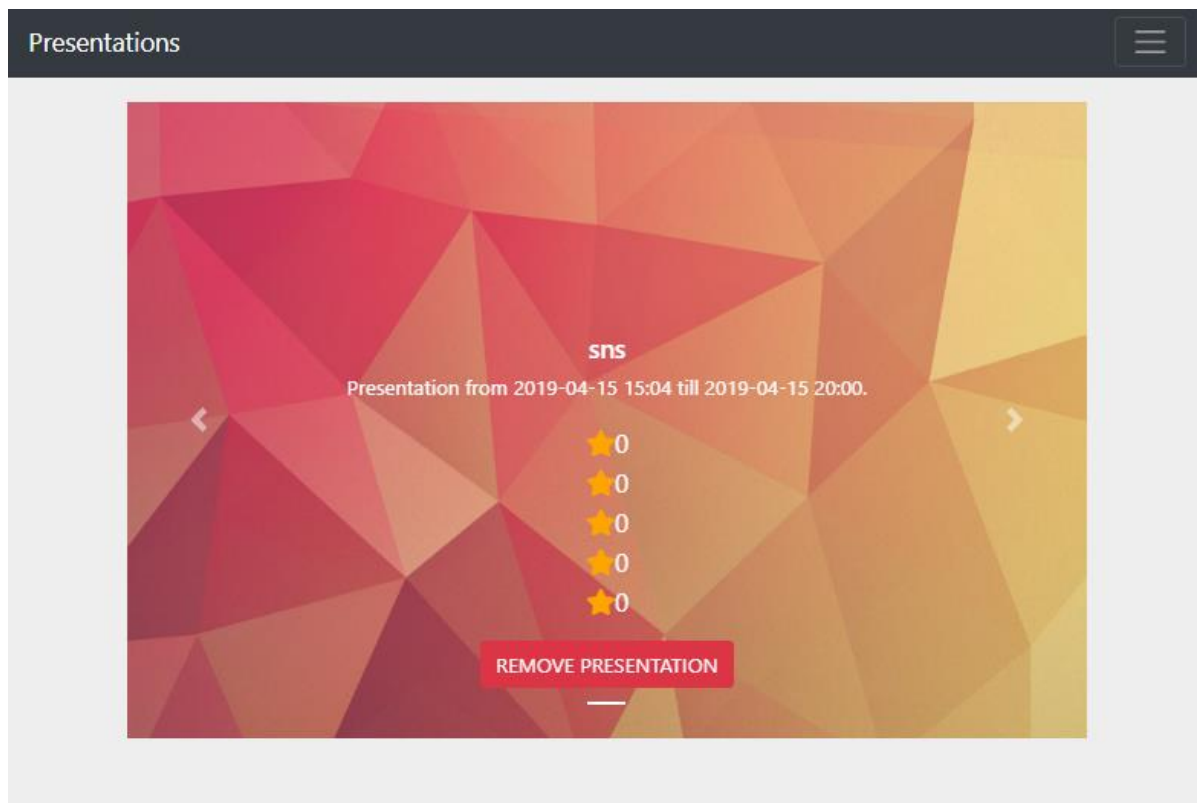 Presentations
sns
Presentation from 2019-04-15 15:04 till 2019-04-15 20:00.
0
0
0
0
0
REMOVE PRESENTATION